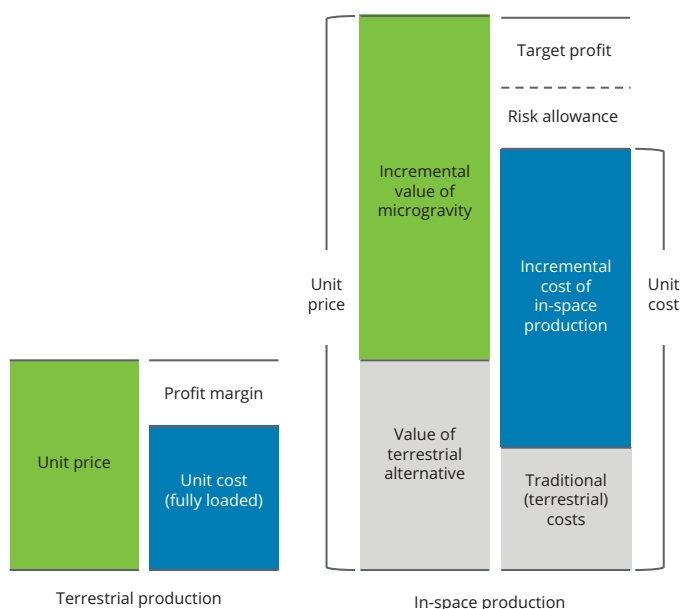 Target profit
Risk allowance
Incremental
value of
microgravity
Unit
price
Incremental
cost of
in-space
production
Unit
cost
Profit margin
Unit price
Unit cost
(fully loaded)
Value of
terrestrial
alternative
Traditional
(terrestrial)
costs
Terrestrial production
In-space production